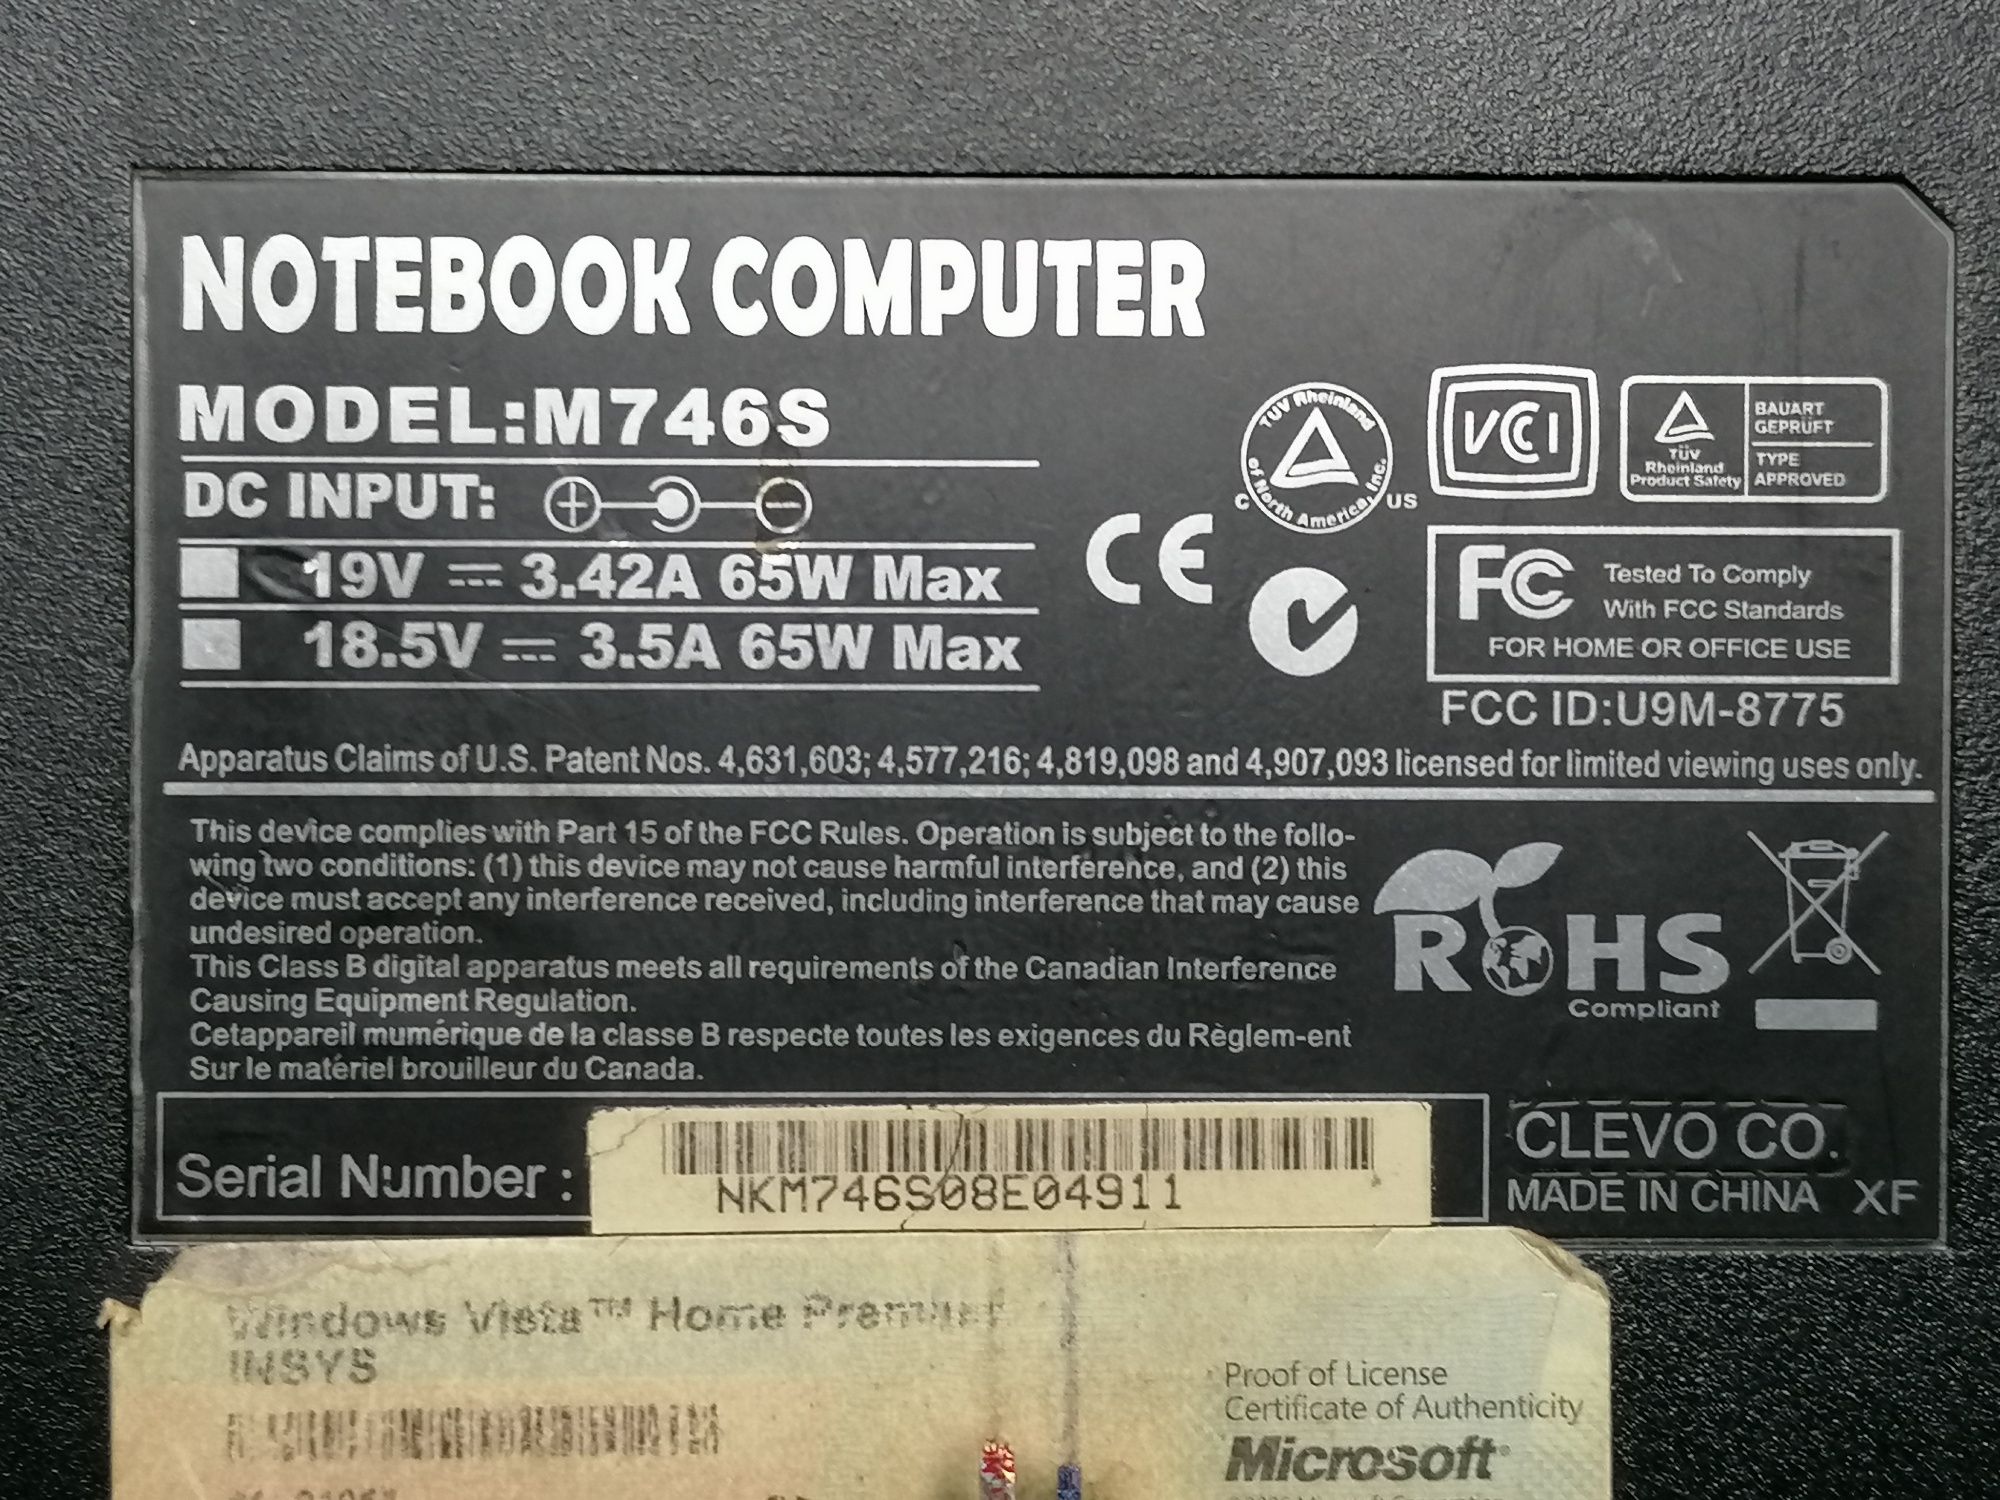 NOTEBOOK COMPUTER
MODEL:M746S
DC INPUT:
19V 3.42A 65W Max
18.5V 3.5A 65W Max
TÜV Rheinland
of North America, Inc.
C US
VCCI
TÜV
Rheinland
Product Safety
BAUART
GEPRÜFT
TYPE
APPROVED
CE
FC Tested To Comply
With FCC Standards
FOR HOME OR OFFICE USE
FCC ID:U9M-8775
Apparatus Claims of U.S. Patent Nos. 4,631,603; 4,577,216; 4,819,098 and 4,907,093 licensed for limited viewing uses only.
This device complies with Part 15 of the FCC Rules. Operation is subject to the follo-
wing two conditions: (1) this device may not cause harmful interference, and (2) this
device must accept any interference received, including interference that may cause
undesired operation.
This Class B digital apparatus meets all requirements of the Canadian Interference
Causing Equipment Regulation.
Cetappareil mumérique de la classe B respecte toutes les exigences du Règlem-ent
Sur le matériel brouilleur du Canada.
ROHS
Compliant
Serial Number :
NKM746S08E04911
CLEVO CO.
MADE IN CHINA XF
Windows Vista™ Home Premium
INSYS
Proof of License
Certificate of Authenticity
Microsoft®